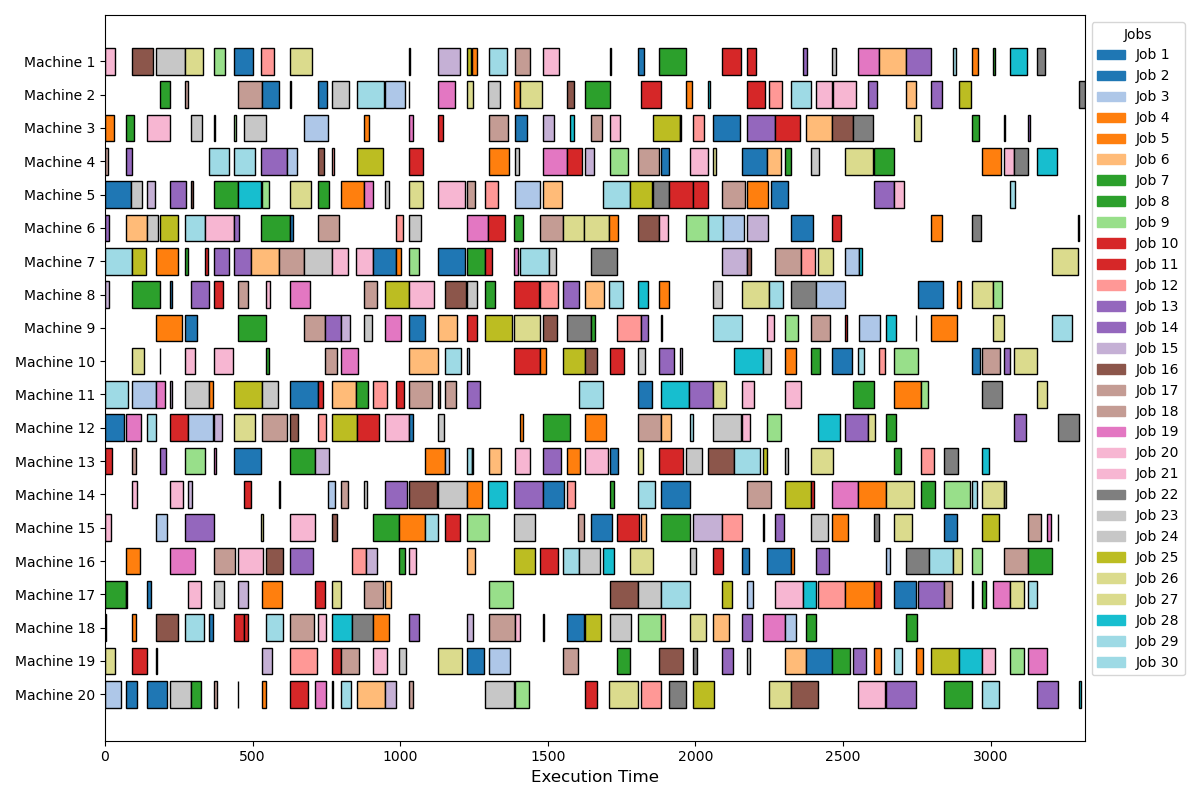 Machine 1
Machine 2
Machine 3
Machine 4
Machine 5
Machine 6
Machine 7
Machine 8
Machine 9
Machine 10
Machine 11
Machine 12
Machine 13
Machine 14
Machine 15
Machine 16
Machine 17
Machine 18
Machine 19
Machine 20
0 500 1000 1500 2000 2500 3000
Execution Time
Jobs
Job 1
Job 2
Job 3
Job 4
Job 5
Job 6
Job 7
Job 8
Job 9
Job 10
Job 11
Job 12
Job 13
Job 14
Job 15
Job 16
Job 17
Job 18
Job 19
Job 20
Job 21
Job 22
Job 23
Job 24
Job 25
Job 26
Job 27
Job 28
Job 29
Job 30